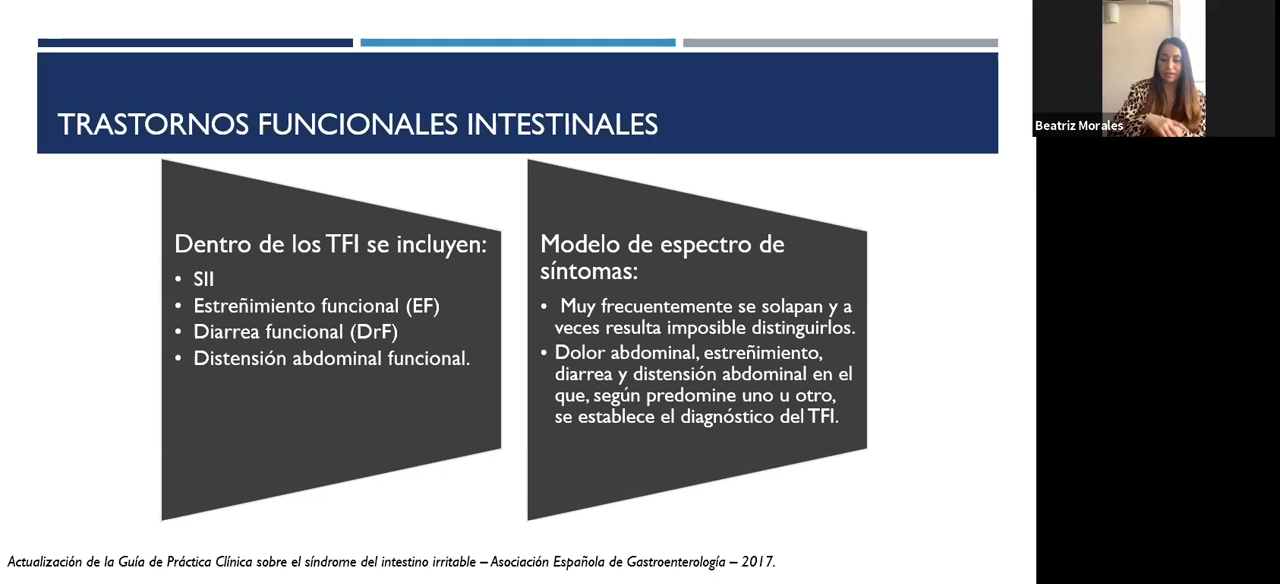 TRASTORNOS FUNCIONALES INTESTINALES
Dentro de los TFI se incluyen:
• SII
• Estreñimiento funcional (EF)
• Diarrea funcional (DrF)
• Distensión abdominal funcional.
Modelo de espectro de
síntomas:
• Muy frecuentemente se solapan y a
veces resulta imposible distinguirlos.
• Dolor abdominal, estreñimiento,
diarrea y distensión abdominal en el
que, según predomine uno u otro,
se establece el diagnóstico del TFI.
Actualización de la Guía de Práctica Clínica sobre el síndrome del intestino irritable – Asociación Española de Gastroenterología – 2017.
Beatriz Morales